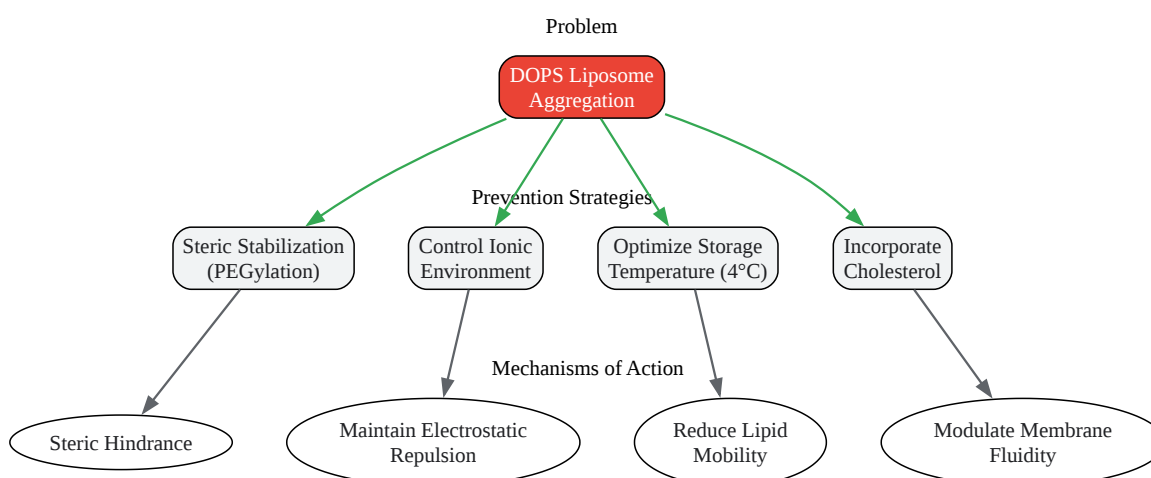 Problem
DOPS Liposome
Aggregation
Prevention Strategies
Steric Stabilization
(PEGylation)
Control Ionic
Environment
Optimize Storage
Temperature (4°C)
Incorporate
Cholesterol
Mechanisms of Action
Steric Hindrance
Maintain Electrostatic
Repulsion
Reduce Lipid
Mobility
Modulate Membrane
Fluidity